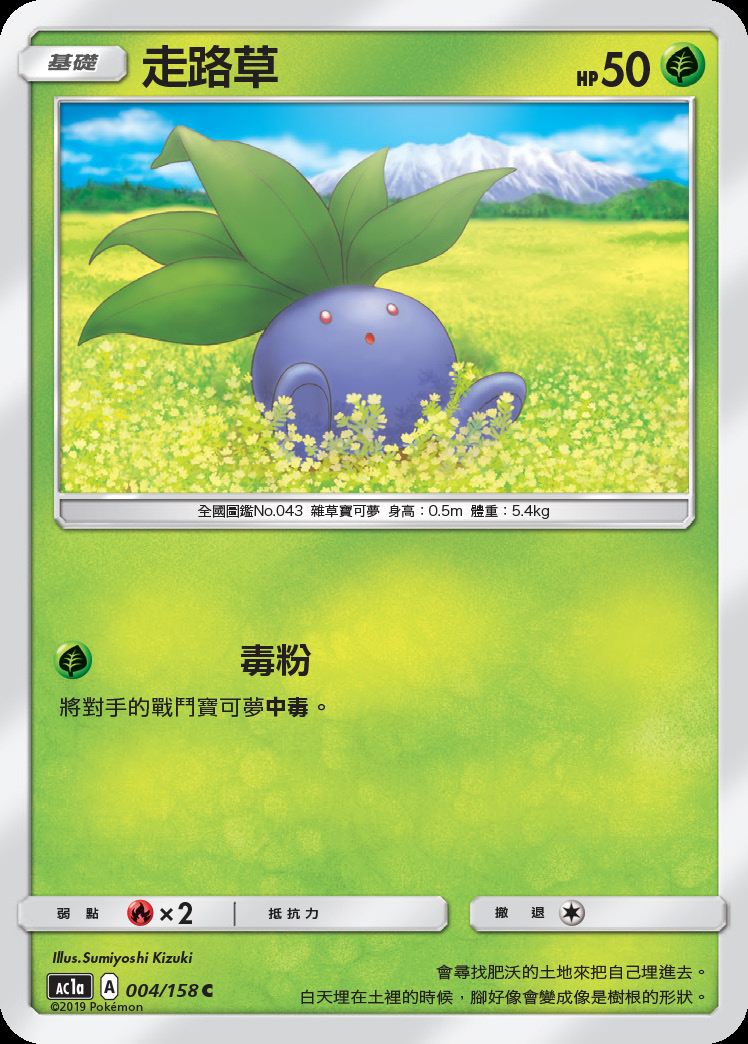 基礎 走路草 HP50
全國圖鑑No.043 雜草寶可夢 身高：0.5m 體重：5.4kg
毒粉
將對手的戰鬥寶可夢中毒。
弱點 ×2 抵抗力 撤退
Illus.Sumiyoshi Kizuki
AC1a A 004/158 C
©2019 Pokémon
會尋找肥沃的土地來把自己埋進去。
白天埋在土裡的時候，腳好像會變成像是樹根的形狀。